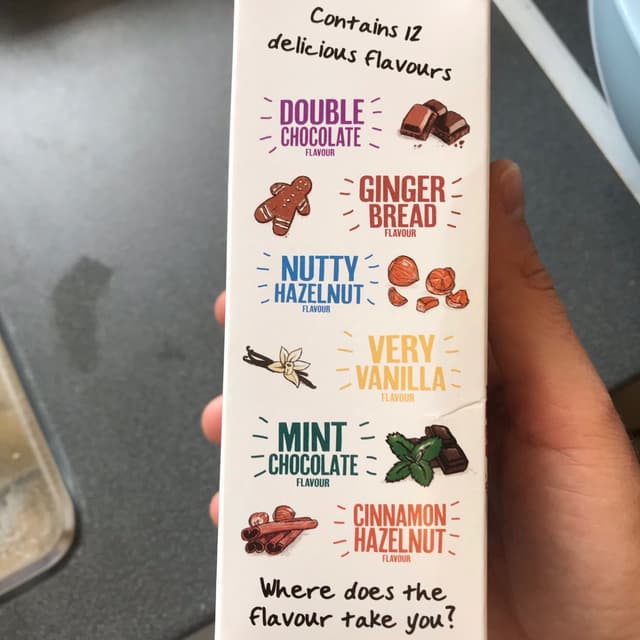 Contains 12
delicious flavours
DOUBLE
CHOCOLATE
FLAVOUR
GINGER
BREAD
FLAVOUR
NUTTY
HAZELNUT
FLAVOUR
VERY
VANILLA
FLAVOUR
MINT
CHOCOLATE
FLAVOUR
CINNAMON
HAZELNUT
FLAVOUR
Where does the
flavour take you?